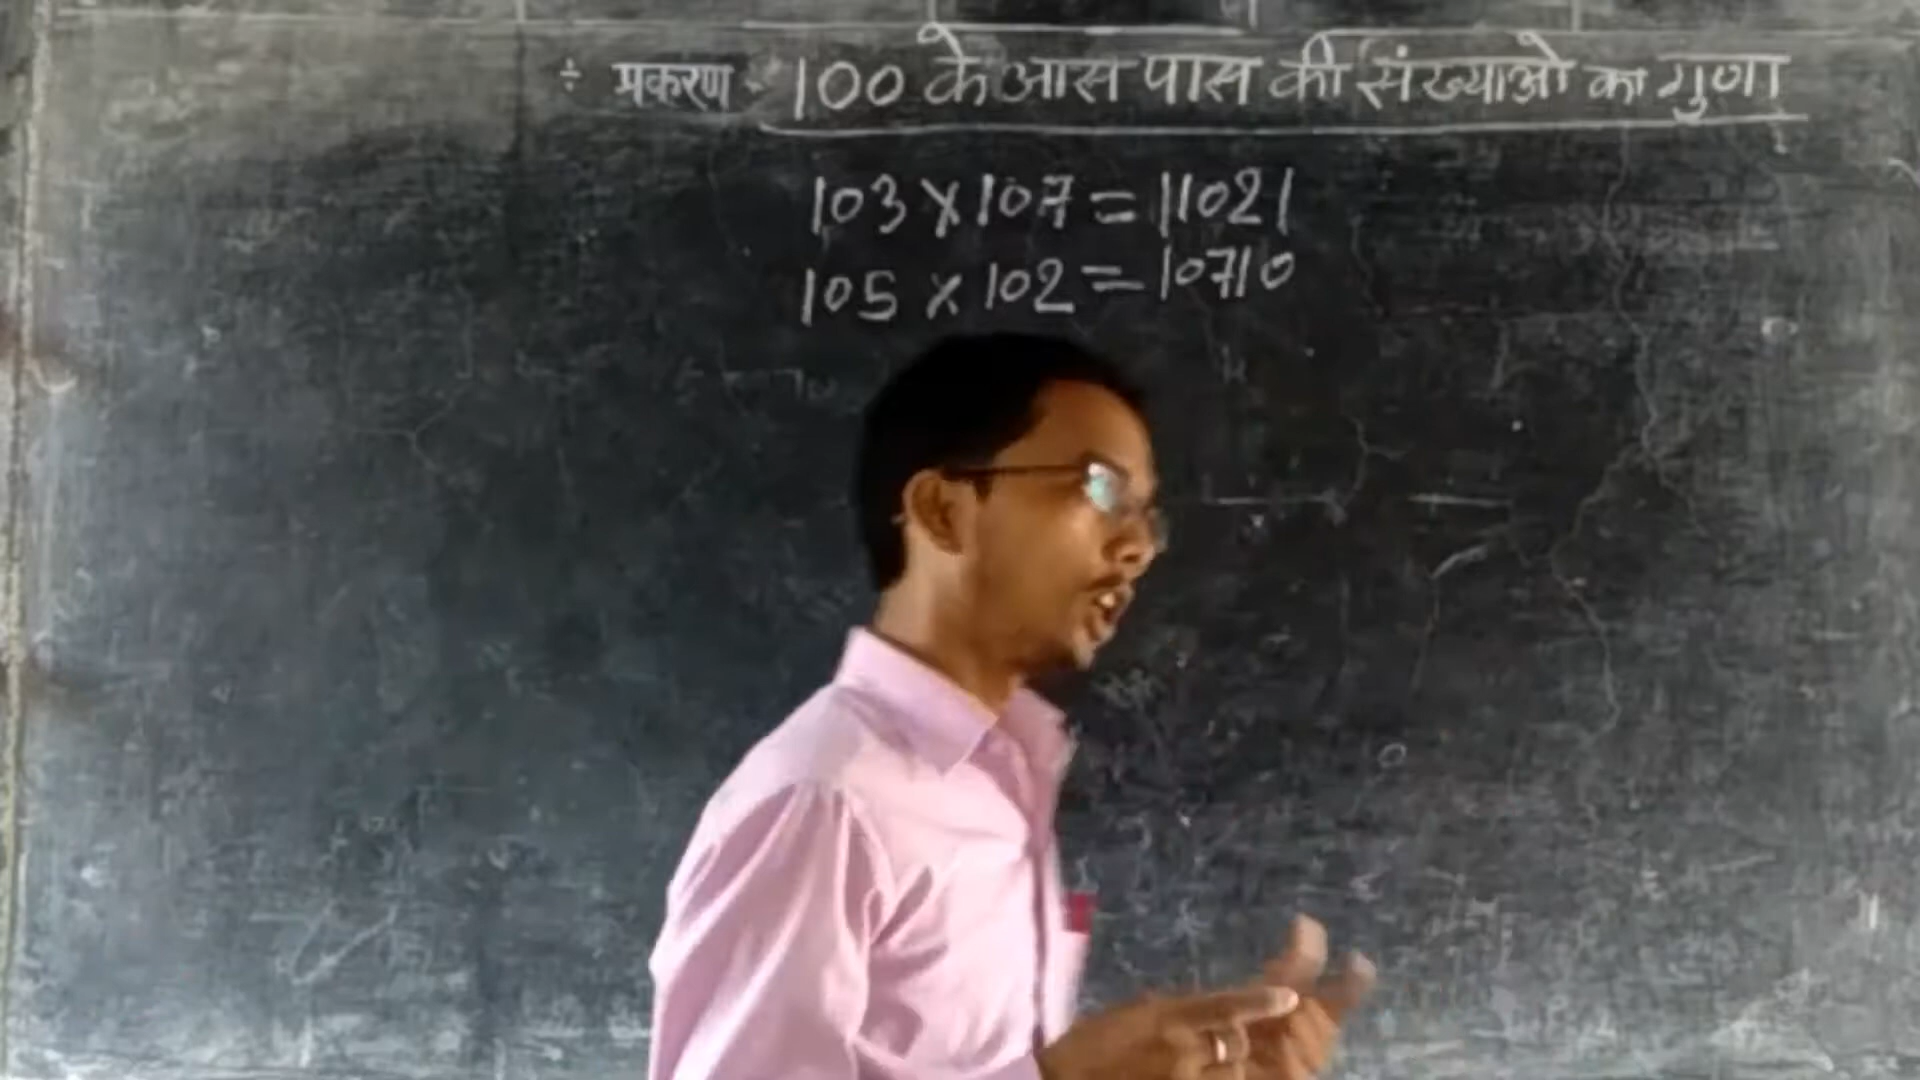 ÷ प्रकरण - 100 के आस पास की संख्याओ का गुणा
103 × 107 = 11021
105 × 102 = 10710